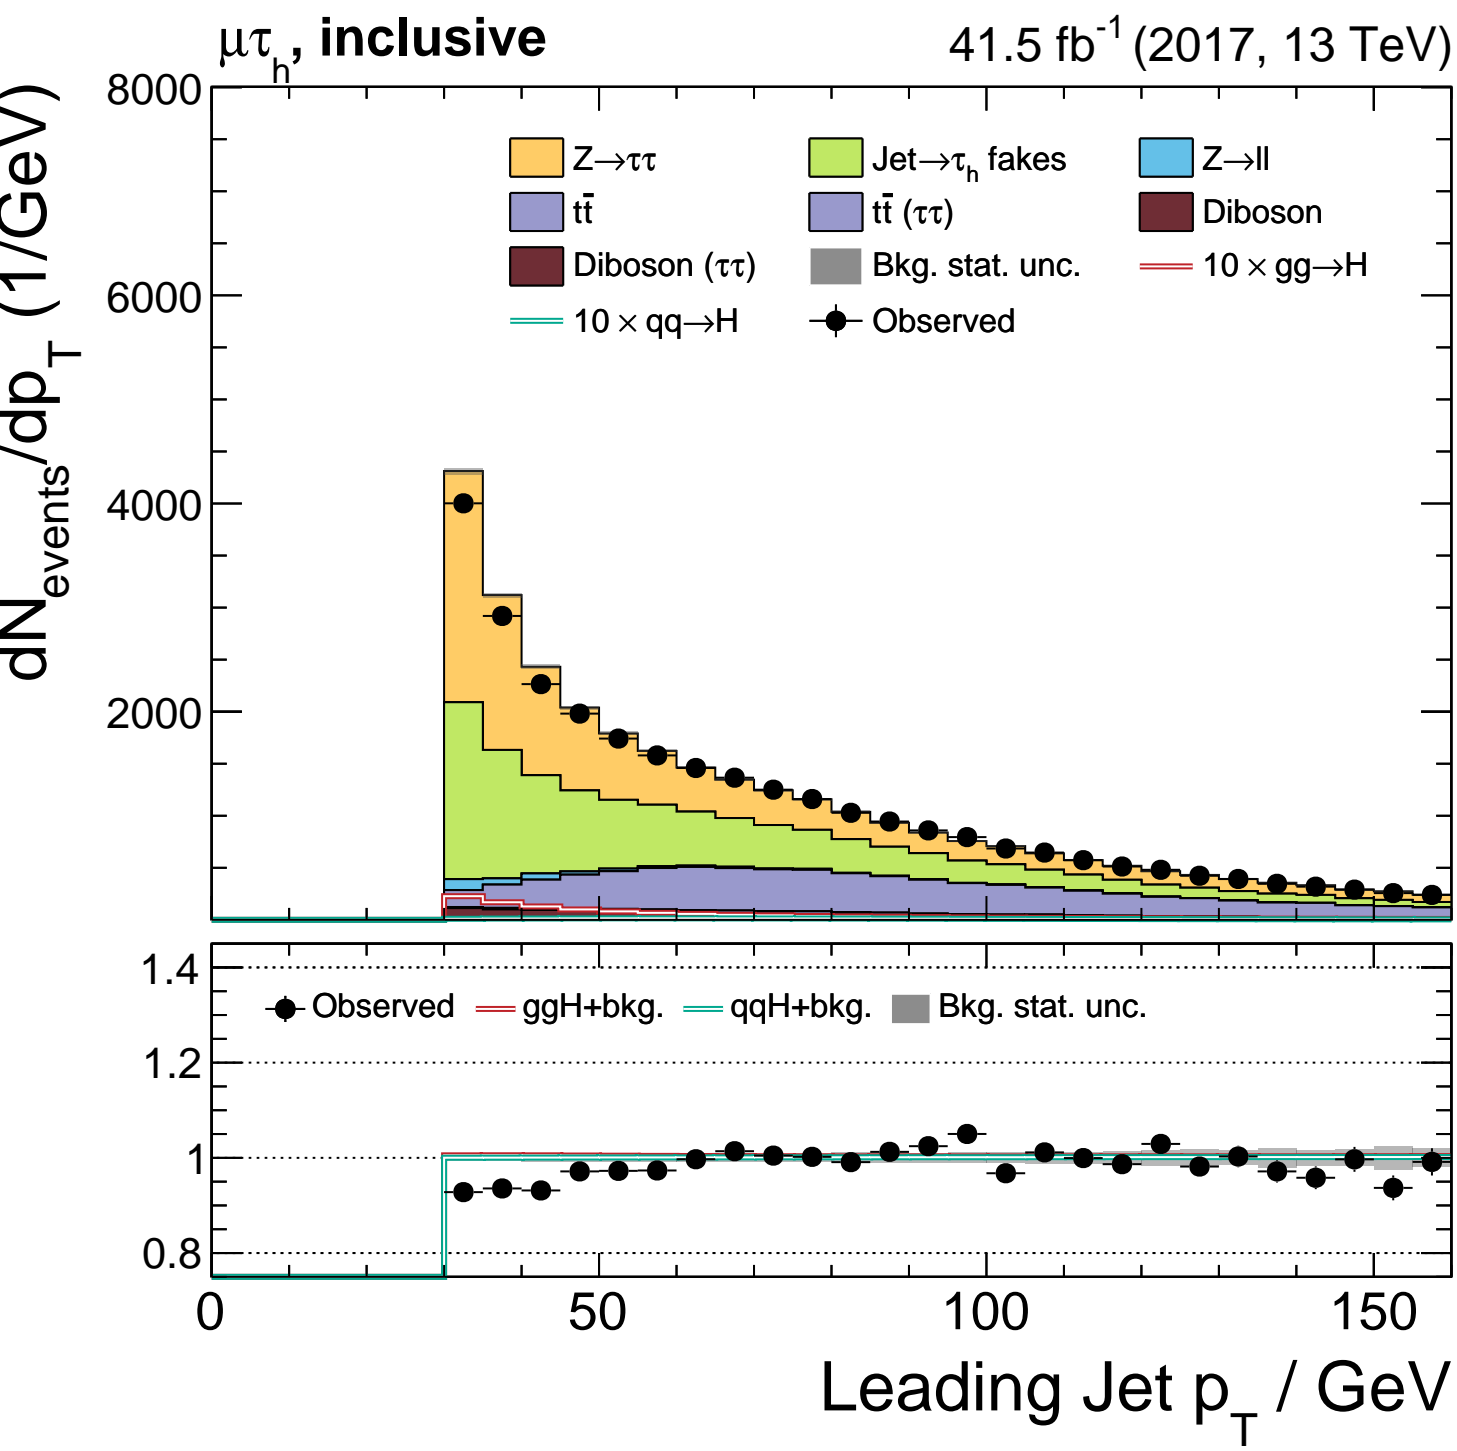 μτh, inclusive 41.5 fb-1 (2017, 13 TeV)
dNevents/dpT (1/GeV)
8000
6000
4000
2000
Z→ττ Jet→τh fakes Z→ll
tt̄ tt̄ (ττ) Diboson
Diboson (ττ) Bkg. stat. unc. 10 × gg→H
10 × qq→H Observed
1.4
1.2
1
0.8
Observed ggH+bkg. qqH+bkg. Bkg. stat. unc.
0 50 100 150
Leading Jet pT / GeV